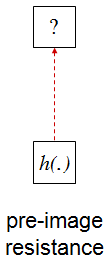 ?
h(.)
pre-image
resistance